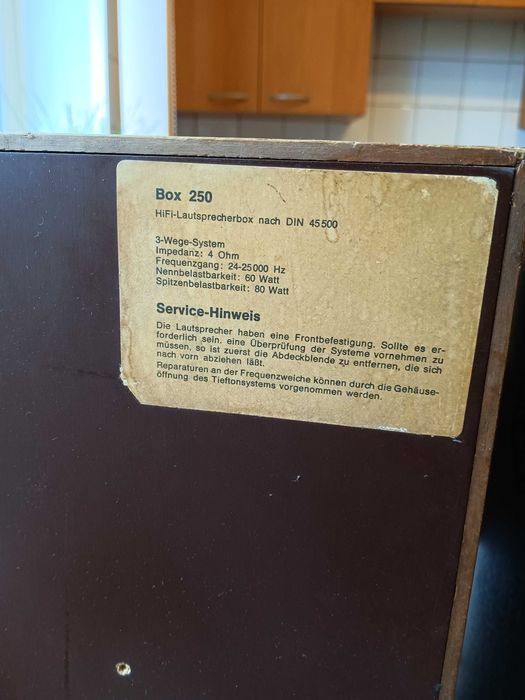 Box 250
HiFi-Lautsprecherbox nach DIN 45500
3-Wege-System
Impedanz: 4 Ohm
Frequenzgang: 24-25000 Hz
Nennbelastbarkeit: 60 Watt
Spitzenbelastbarkeit: 80 Watt
Service-Hinweis
Die Lautsprecher haben eine Frontbefestigung. Sollte es er-
forderlich sein, eine Überprüfung der Systeme vornehmen zu
müssen, so ist zuerst die Abdeckblende zu entfernen, die sich
nach vorn abziehen läßt.
Reparaturen an der Frequenzweiche können durch die Gehäuse-
öffnung des Tieftonsystems vorgenommen werden.